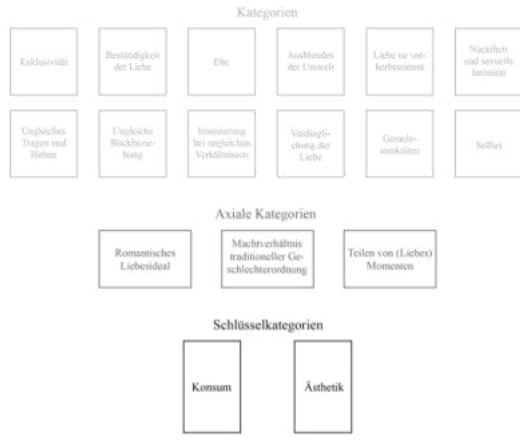 Kategorien
Exklusivität
Beständigkeit
der Liebe
Ehe
Ausblenden
der Umwelt
Liebe ist vor-
herbestimmt
Nacktheit
und sexuelle
Intimität
Ungleiches
Tragen und
Heben
Ungleiche
Blickbezie-
hung
Ironisierung
bei ungleichen
Verhältnissen
Verdingli-
chung der
Liebe
Gemein-
samkeiten
Selfies
Axiale Kategorien
Romantisches
Liebesideal
Machtverhältnis
traditioneller Ge-
schlechterordnung
Teilen von (Liebes)
Momenten
Schlüsselkategorien
Konsum
Ästhetik